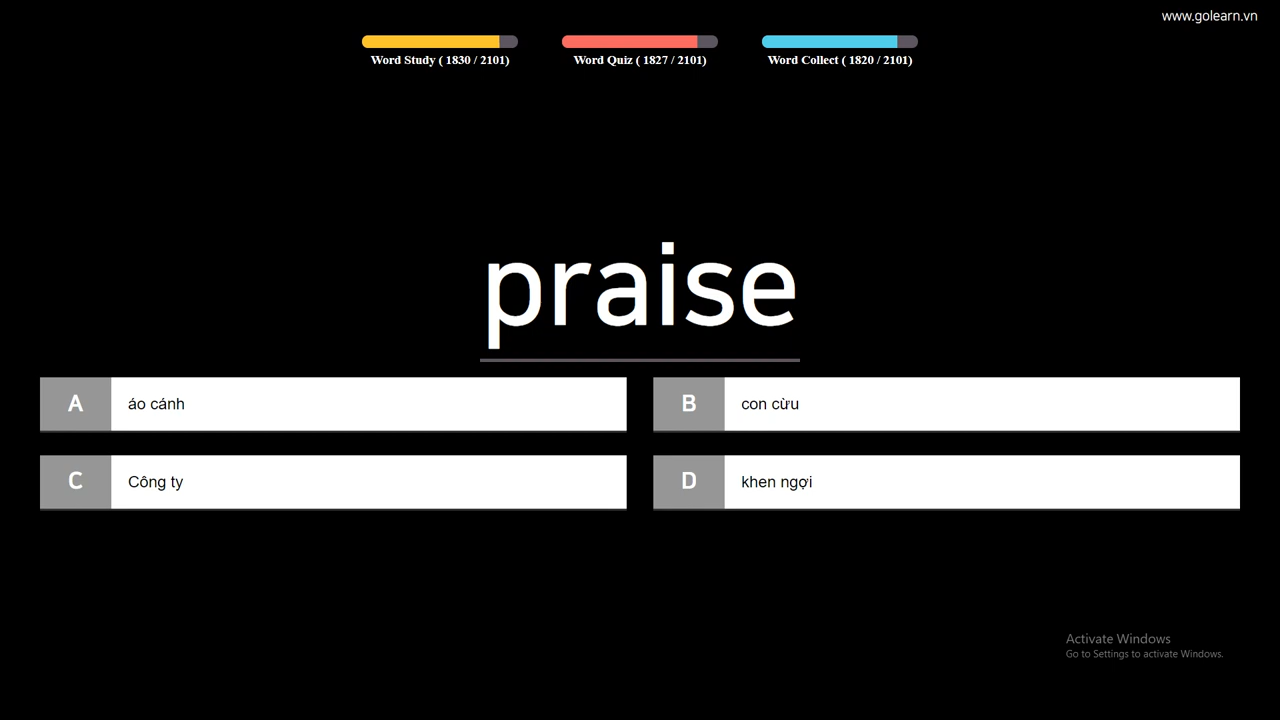 www.golearn.vn
Word Study ( 1830 / 2101)
Word Quiz ( 1827 / 2101)
Word Collect ( 1820 / 2101)
praise
A áo cánh
B con cừu
C Công ty
D khen ngợi
Activate Windows
Go to Settings to activate Windows.